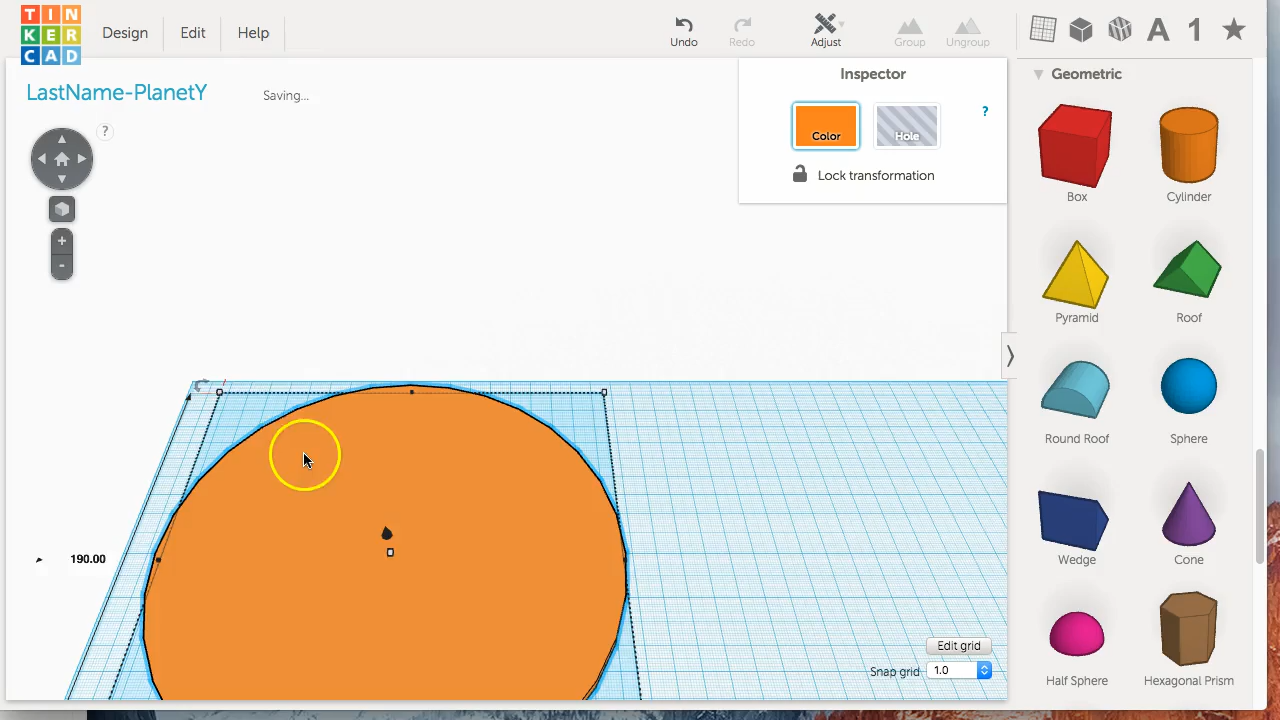 TIN
KER
CAD
Design
Edit
Help
Undo
Redo
Adjust
Group
Ungroup
A
1
LastName-PlanetY
Saving...
?
Inspector
Color
Hole
?
Lock transformation
Geometric
Box
Cylinder
Pyramid
Roof
Round Roof
Sphere
Wedge
Cone
Half Sphere
Hexagonal Prism
+
-
190.00
Edit grid
Snap grid 1.0